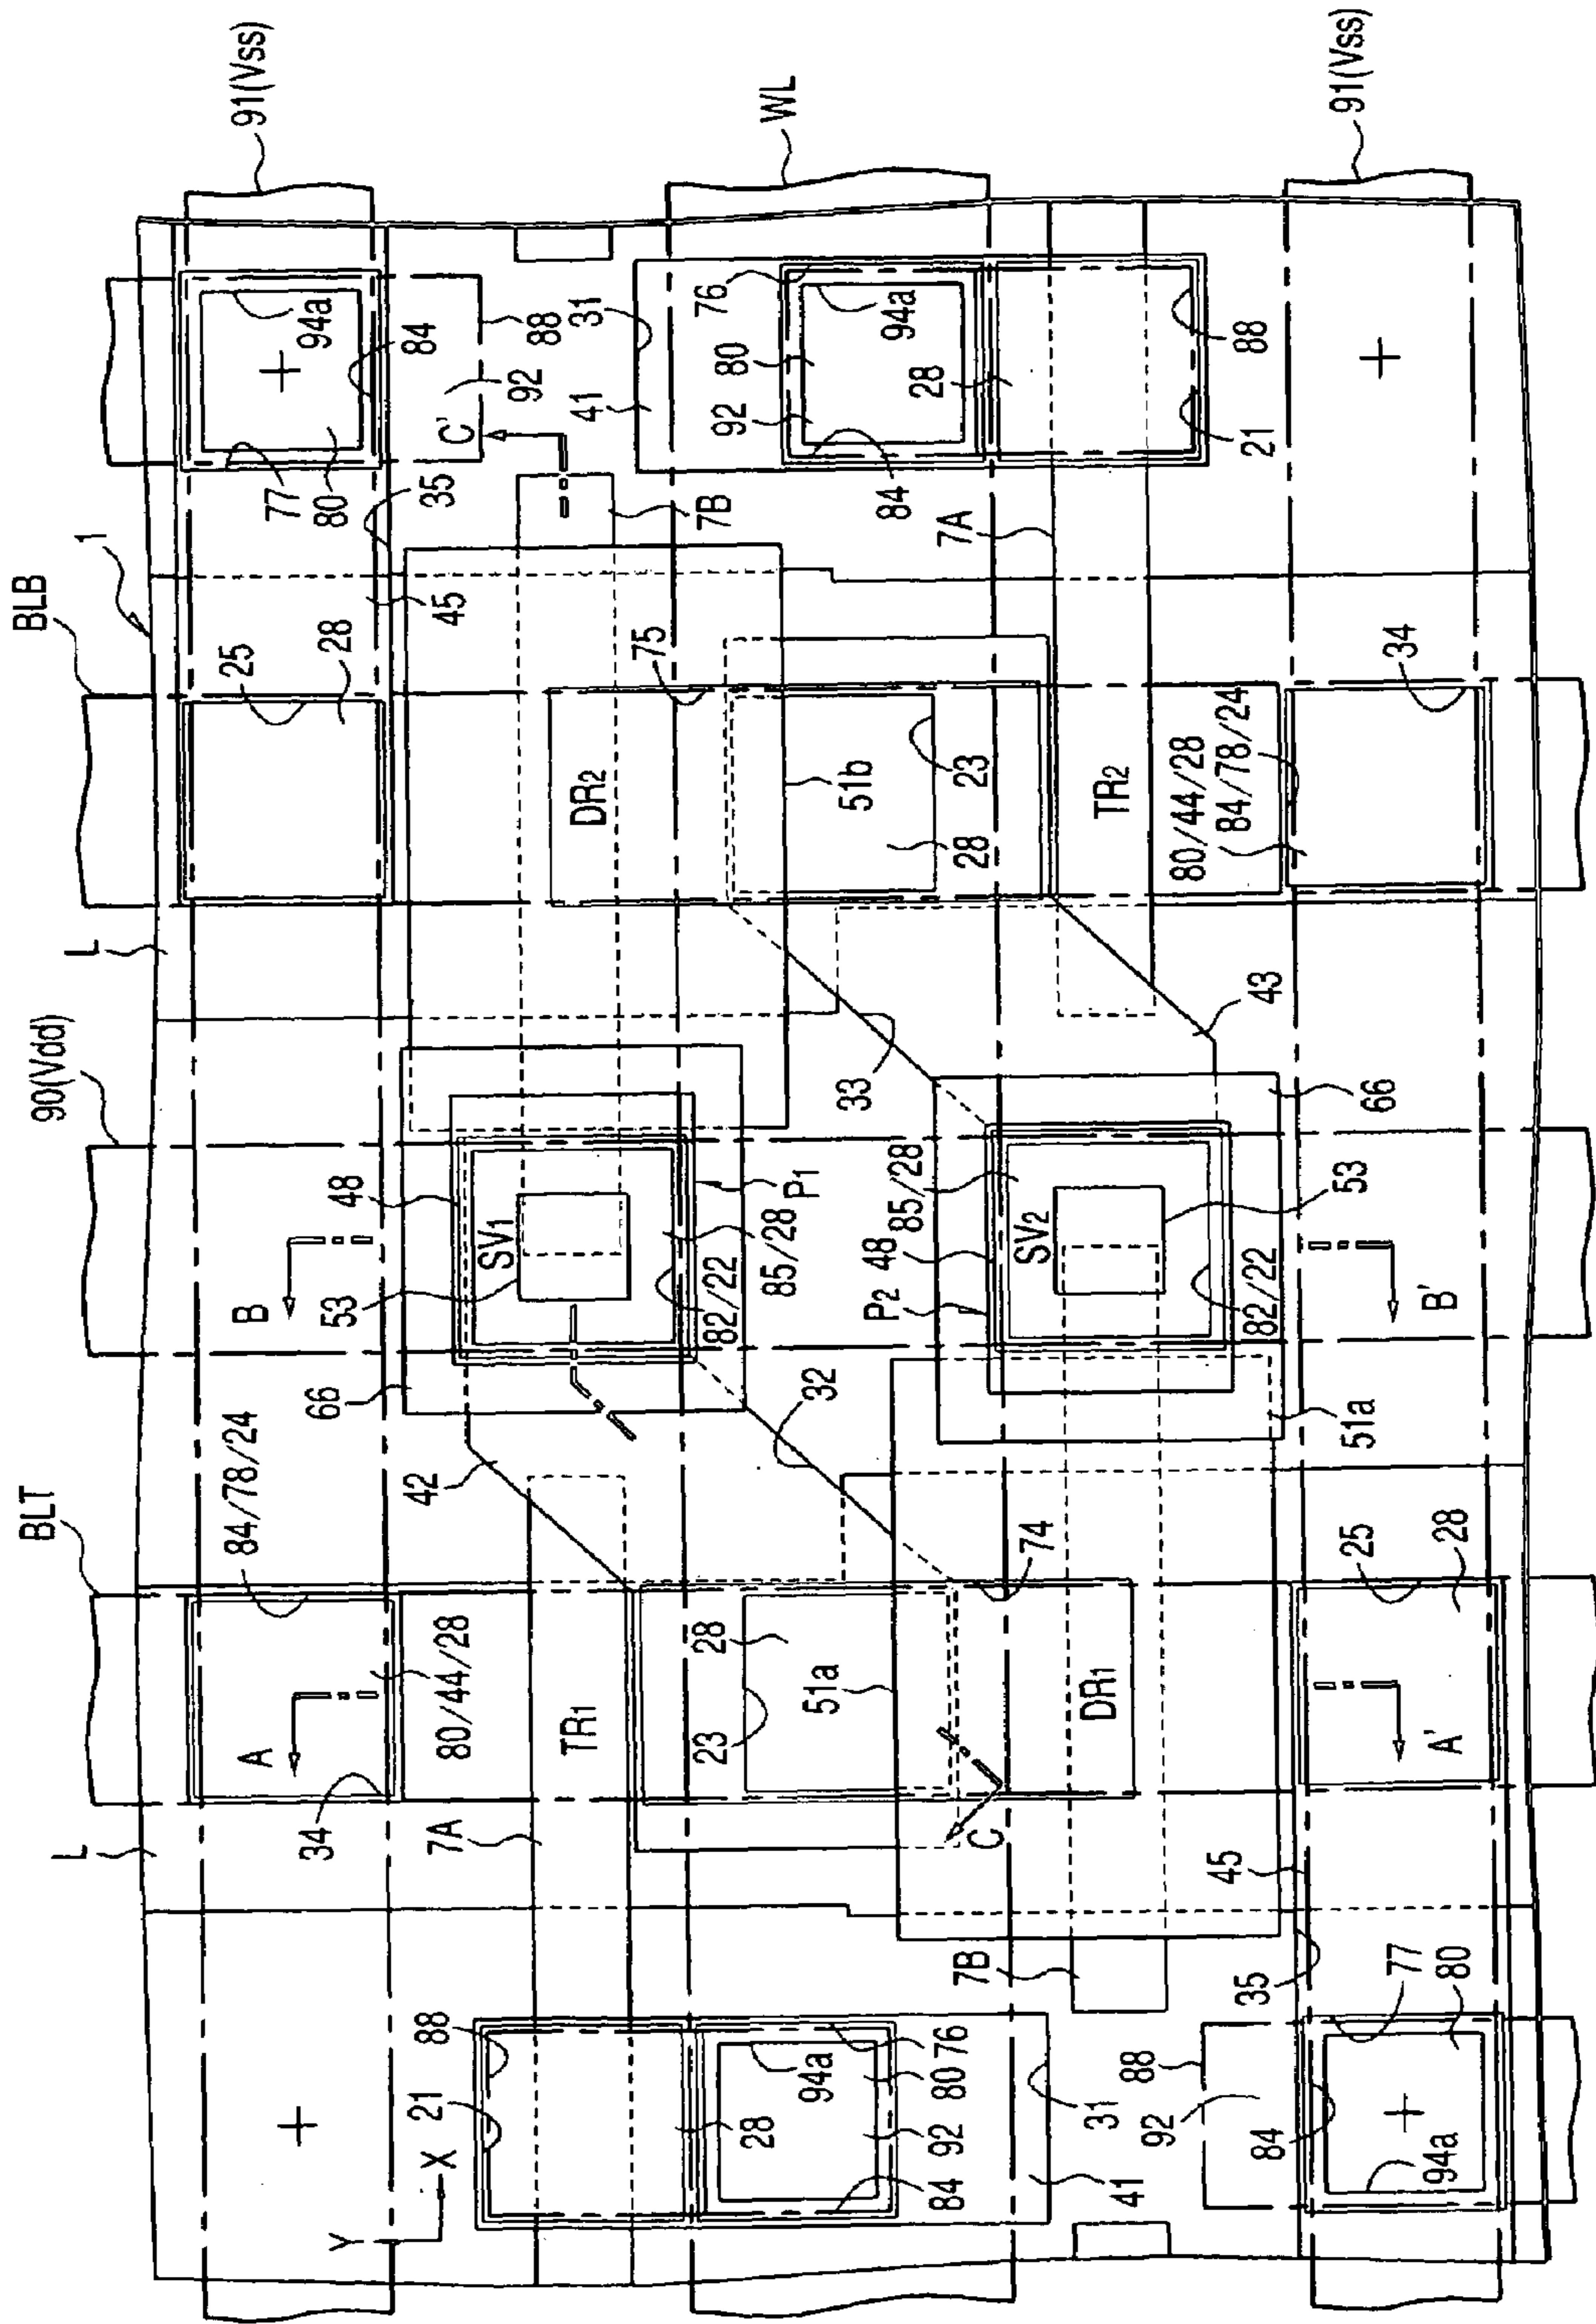 91(Vss)
WL
91(Vss)
94a
84
88
92
C'
77
80
35
31
41
76
80
94a
92
84
28
88
21
7B
7A
1
BLB
45
25
28
75
DR2
51b
23
28
TR2
80/44/28
84/78/24
34
L
90(Vdd)
33
43
66
48
SV1
P1
53
82/22
85/28
B
66
85/28
48
SV2
P2
53
82/22
B'
32
42
51a
BLT
84/78/24
80/44/28
A
34
TR1
7A
23
28
51a
74
C
DR1
25
28
A'
L
45
7B
35
77
80
88
21
28
76
94a
80
92
84
31
41
88
92
84
94a
Y
X